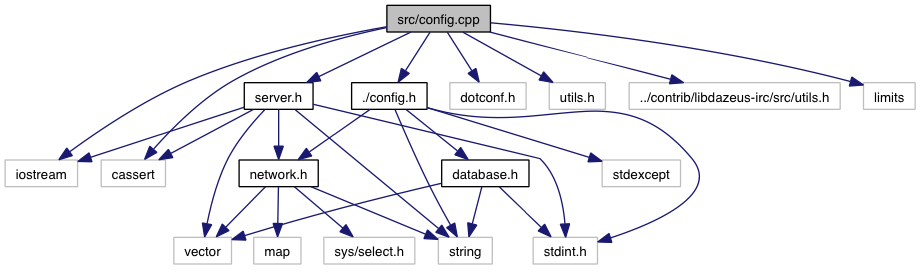 src/config.cpp
server.h
./config.h
dotconf.h
utils.h
../contrib/libdazeus-irc/src/utils.h
limits
iostream
cassert
network.h
database.h
stdexcept
vector
map
sys/select.h
string
stdint.h